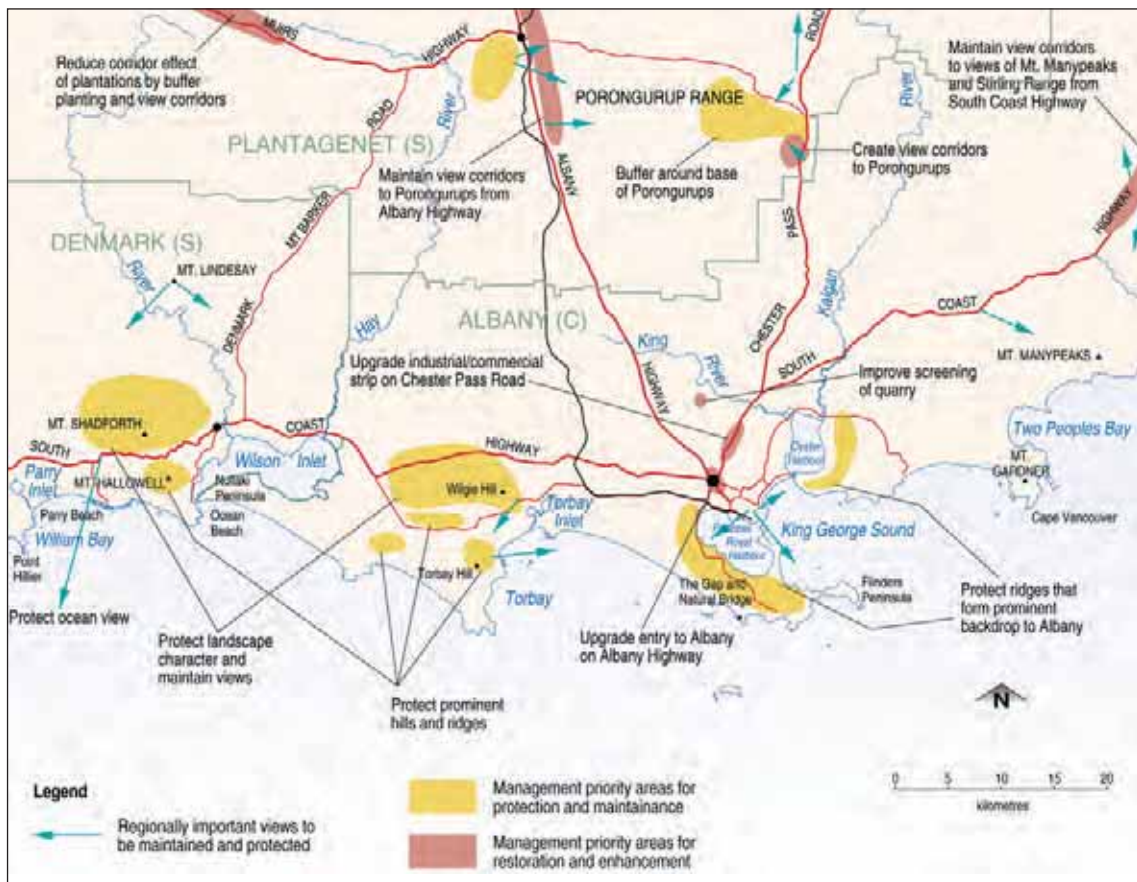 MUIRS
HIGHWAY
ROAD
River
Reduce corridor effect
of plantations by buffer
planting and view corridors
Maintain view corridors
to views of Mt. Manypeaks
and Stirling Range from
South Coast Highway
PORONGURUP RANGE
ROAD
River
PLANTAGENET (S)
Maintain view corridors
to Porongurups from
Albany Highway
ALBANY
Buffer around base
of Porongurups
Create view corridors
to Porongurups
PASS
HIGHWAY
DENMARK (S)
MT BARKER
River
MT. LINDESAY
DENMARK
Hay
ALBANY (C)
King
River
CHESTER
Kalgan
COAST
SOUTH
MT. MANYPEAKS
Upgrade industrial/commercial
strip on Chester Pass Road
HIGHWAY
Improve screening
of quarry
MT. SHADFORTH
SOUTH
COAST
HIGHWAY
Wilson Inlet
Parry
Inlet
MT. HALLOWELL
Nullaki
Peninsula
Wilgie Hill
Oyster
Harbour
Two Peoples Bay
MT.
GARDNER
Parry Beach
Ocean
Beach
Torbay
Inlet
William Bay
Princess
Royal
Harbour
King George Sound
Cape Vancouver
Point
Hillier
Torbay Hill
The Gap and
Natural Bridge
Flinders
Peninsula
Protect ocean view
Torbay
Protect ridges that
form prominent
backdrop to Albany
Protect landscape
character and
maintain views
Upgrade entry to Albany
on Albany Highway
Protect prominent
hills and ridges
N
Legend
Regionally important views to
be maintained and protected
Management priority areas for
protection and maintainance
Management priority areas for
restoration and enhancement
0 5 10 15 20
kilometres